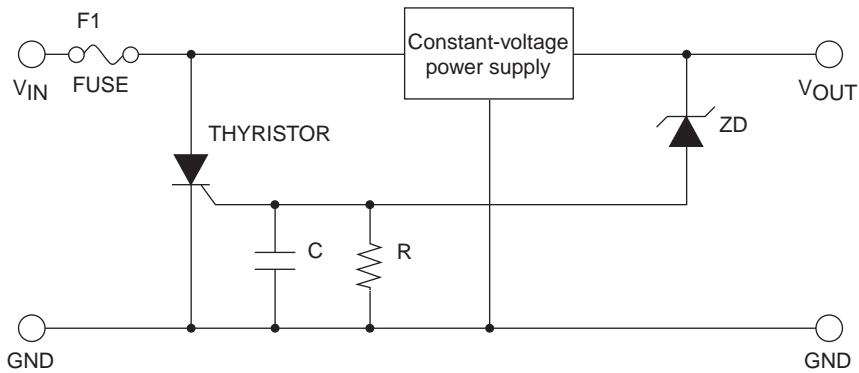 F1
Constant-voltage
power supply
VIN
FUSE
VOUT
THYRISTOR
ZD
C
R
GND
GND